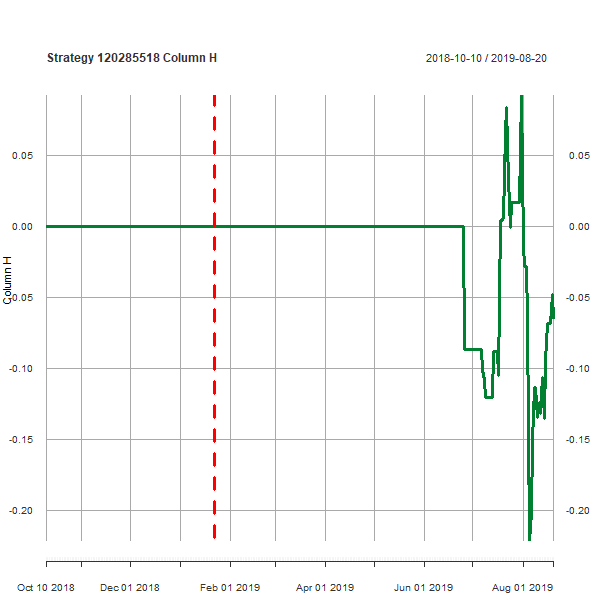 Strategy 120285518 Column H
2018-10-10 / 2019-08-20
0.05
0.05
0.00
0.00
Column H
-0.05
-0.05
-0.10
-0.10
-0.15
-0.15
-0.20
-0.20
Oct 10 2018
Dec 01 2018
Feb 01 2019
Apr 01 2019
Jun 01 2019
Aug 01 2019